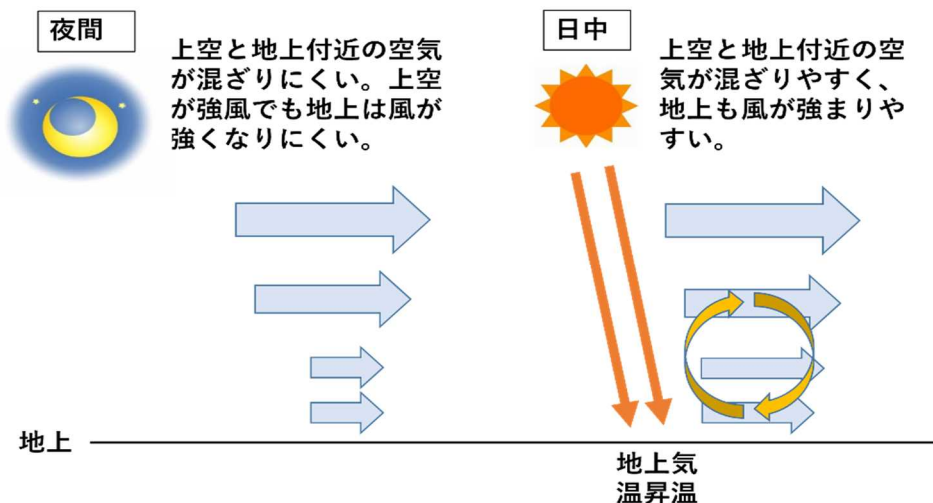 夜間
上空と地上付近の空気
が混ざりにくい。上空
が強風でも地上は風が
強くなりにくい。
日中
上空と地上付近の空
気が混ざりやすく、
地上も風が強まりや
すい。
地上
地上気
温昇温